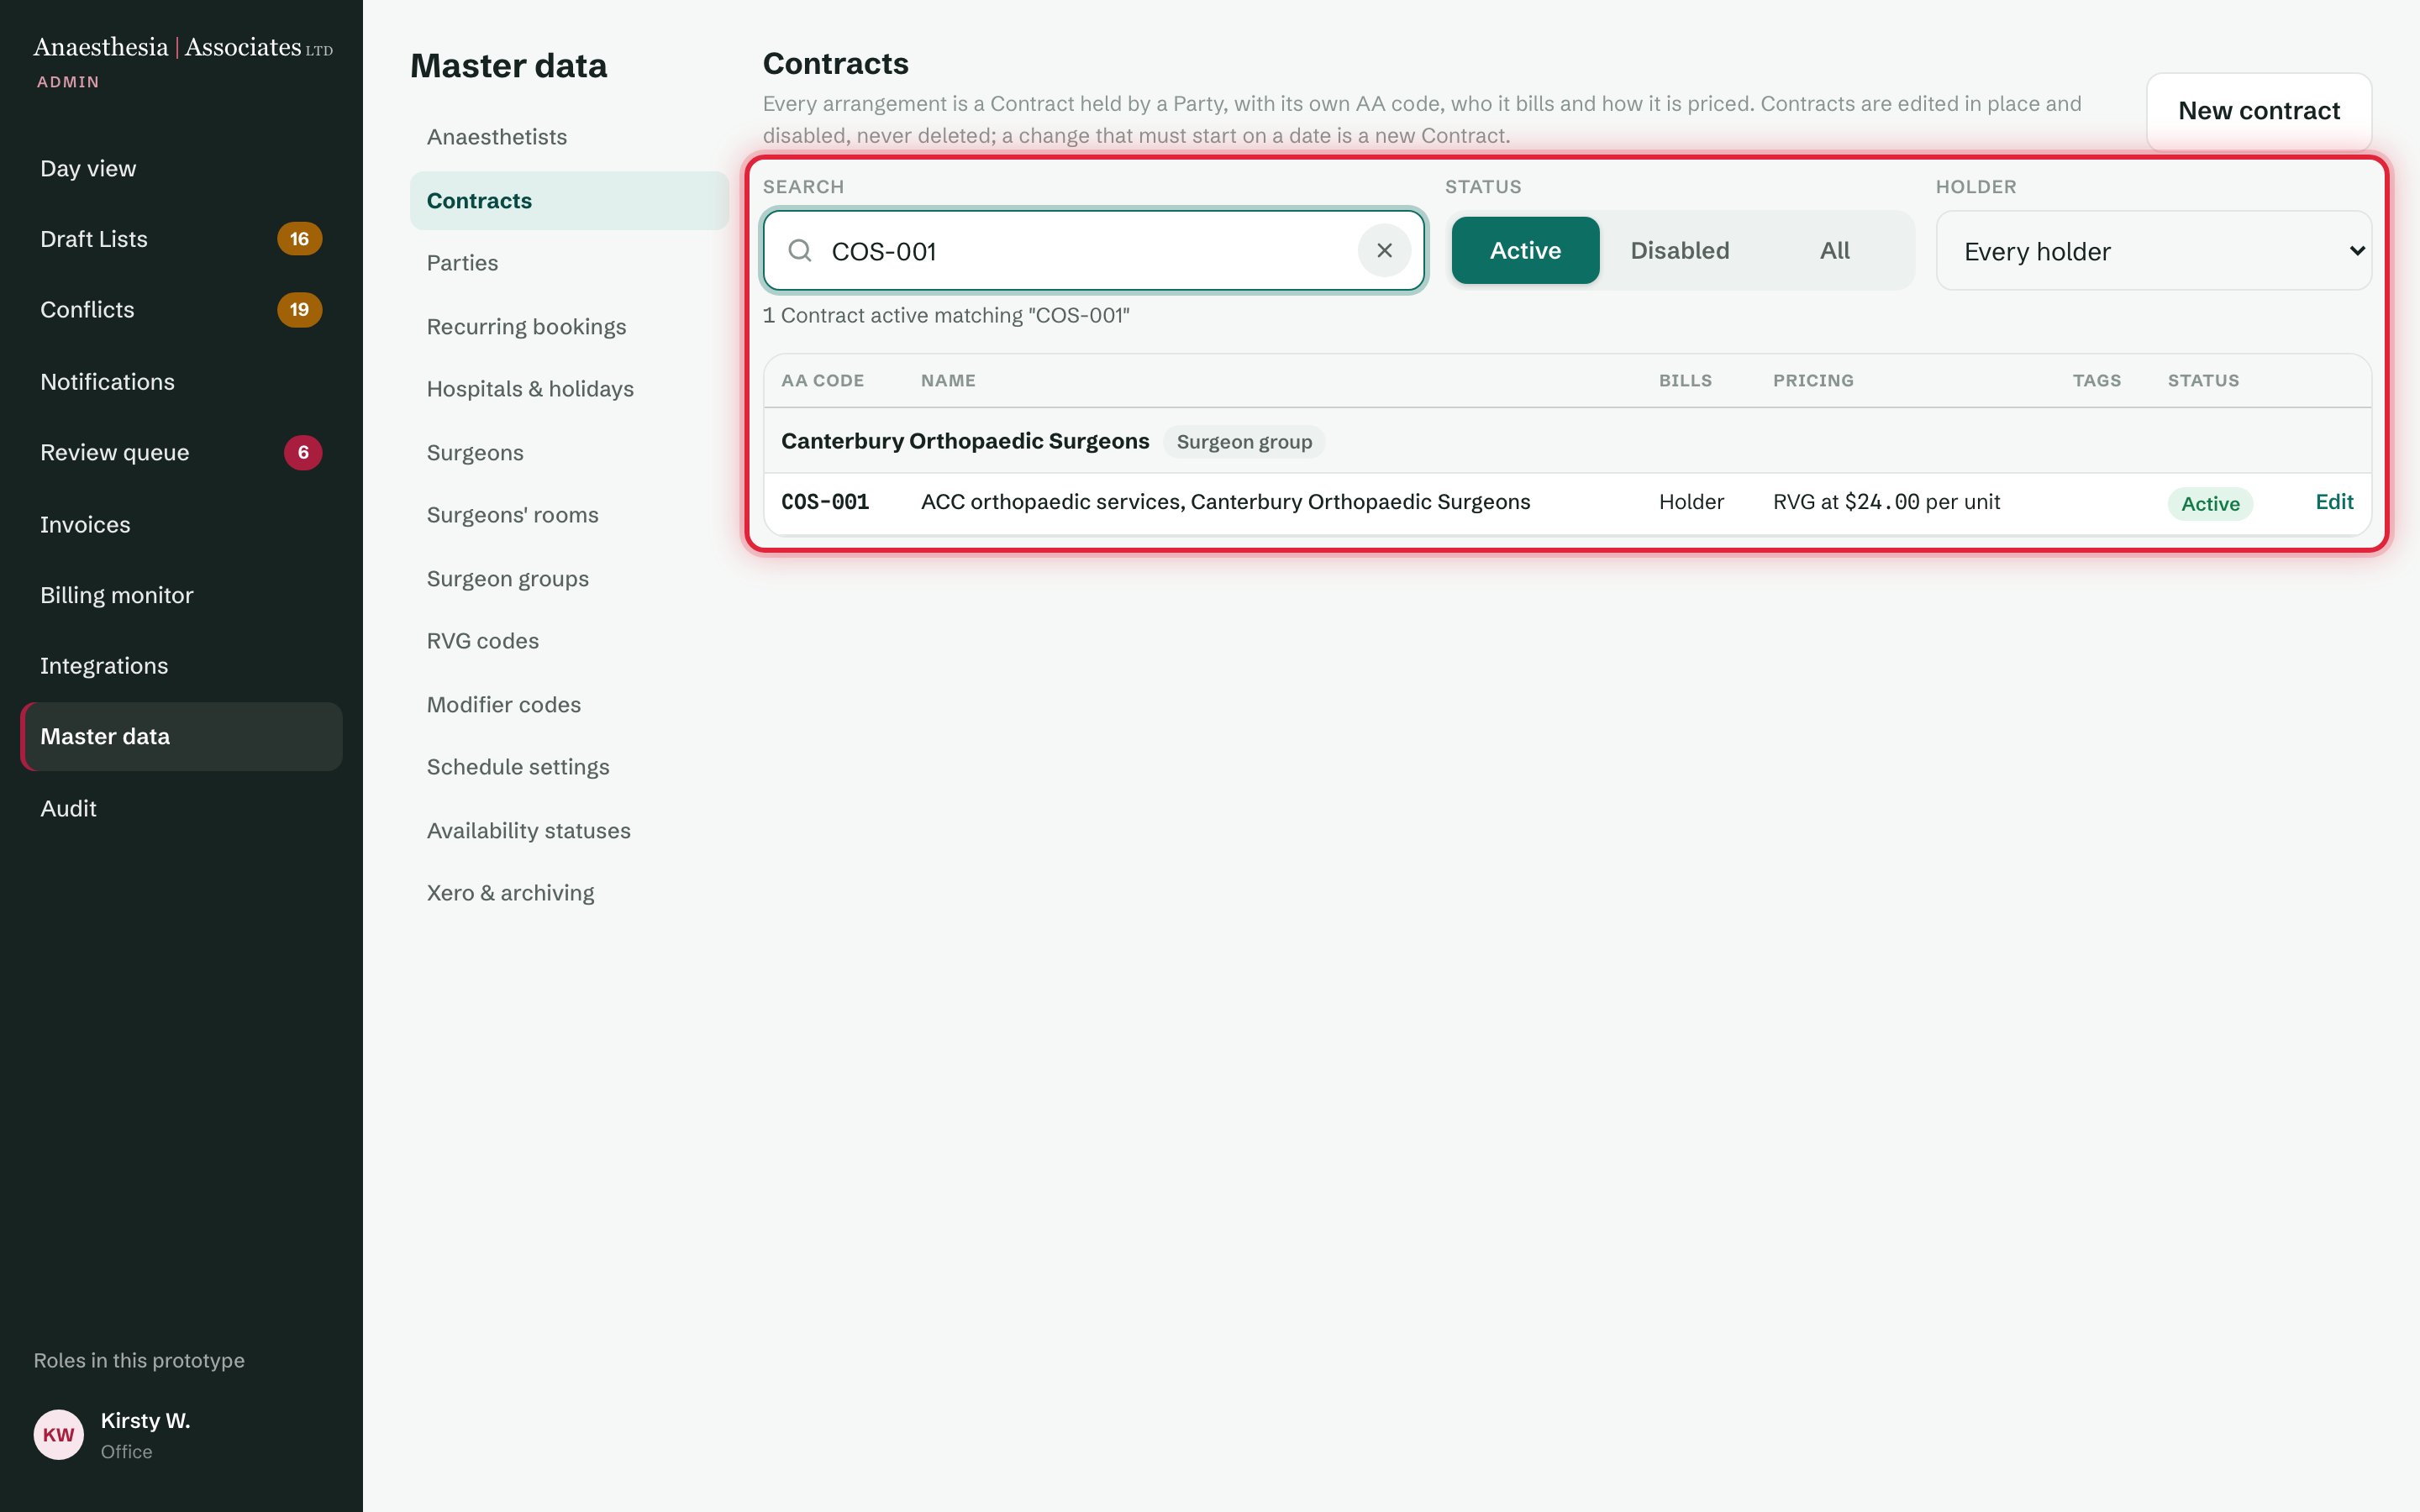 Anaesthesia | Associates LTD
ADMIN
Day view
Draft Lists 16
Conflicts 19
Notifications
Review queue 6
Invoices
Billing monitor
Integrations
Master data
Audit
Roles in this prototype
KW
Kirsty W.
Office
Master data
Anaesthetists
Contracts
Parties
Recurring bookings
Hospitals & holidays
Surgeons
Surgeons' rooms
Surgeon groups
RVG codes
Modifier codes
Schedule settings
Availability statuses
Xero & archiving
Contracts
Every arrangement is a Contract held by a Party, with its own AA code, who it bills and how it is priced. Contracts are edited in place and
disabled, never deleted; a change that must start on a date is a new Contract.
New contract
SEARCH STATUS HOLDER
COS-001 Active Disabled All Every holder
1 Contract active matching "COS-001"
AA CODE NAME BILLS PRICING TAGS STATUS
Canterbury Orthopaedic Surgeons Surgeon group
COS-001 ACC orthopaedic services, Canterbury Orthopaedic Surgeons Holder RVG at $24.00 per unit Active Edit